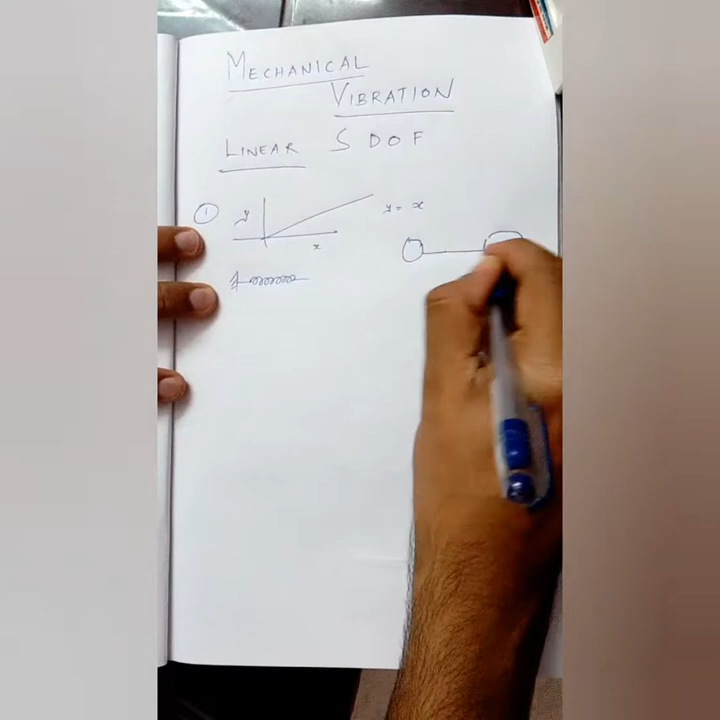 MECHANICAL
VIBRATION
LINEAR SDOF
① y y = x
x